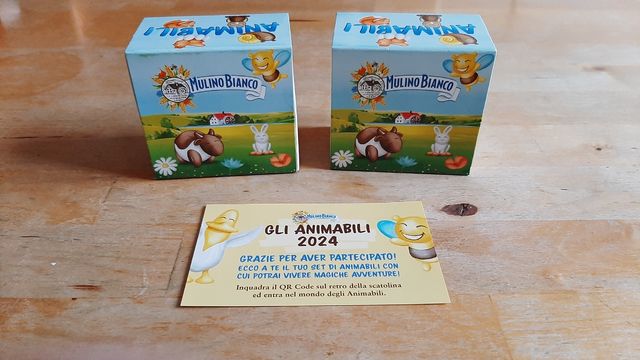 ANIMABILI
MULINO BIANCO
ANIMABILI
MULINO BIANCO
MULINO BIANCO
GLI ANIMABILI
2024
GRAZIE PER AVER PARTECIPATO!
ECCO A TE IL TUO SET DI ANIMABILI CON
CUI POTRAI VIVERE MAGICHE AVVENTURE!
Inquadra il QR Code sul retro della scatolina
ed entra nel mondo degli Animabili.